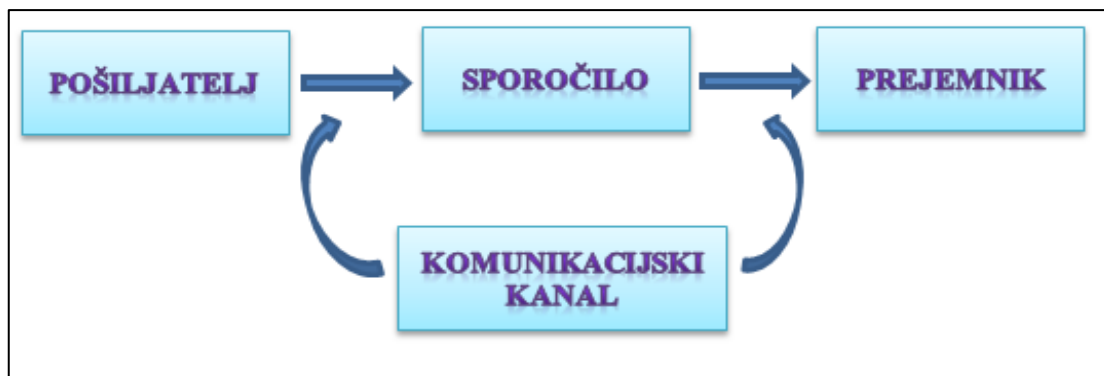 POŠILJATELJ
SPOROČILO
PREJEMNIK
KOMUNIKACIJSKI
KANAL